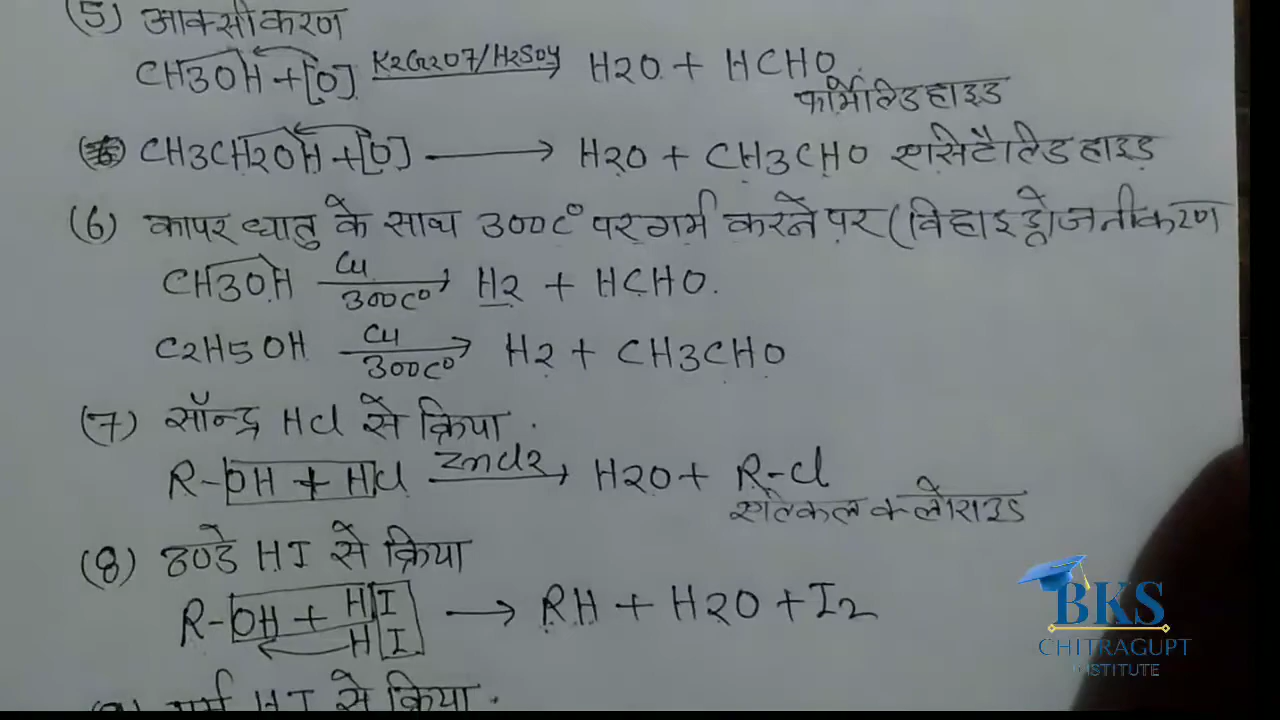 (5) आक्सीकरण
CH3OH + [O] K2Cr2O7/H2SO4 → H2O + HCHO
फॉर्मेल्डिहाइड
CH3CH2OH + [O] → H2O + CH3CHO एसिटैल्डिहाइड
(6) कापर धातु के साथ 300C° पर गर्म करने पर (विहाइड्रोजनीकरण
CH3OH Cu 300C° → H2 + HCHO.
C2H5OH Cu 300C° → H2 + CH3CHO
(7) सॉन्द्र HCl से क्रिया.
R-OH + HCl ZnCl2 → H2O + R-Cl
एल्किल क्लोराइड
(8) ठण्डे HI से क्रिया
R-OH + HI → RH + H2O + I2
HI
गर्म HI से क्रिया.
BKS
CHITRAGUPT
INSTITUTE